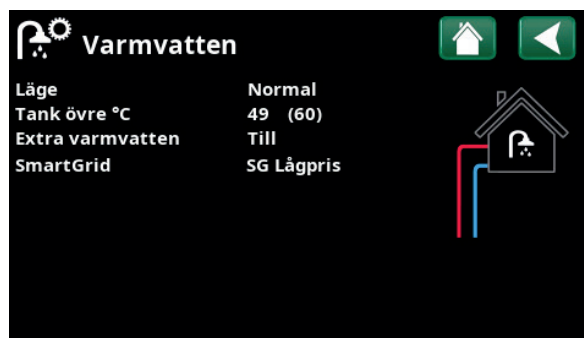 Varmvatten
Läge Normal
Tank övre °C 49 (60)
Extra varmvatten Till
SmartGrid SG Lågpris